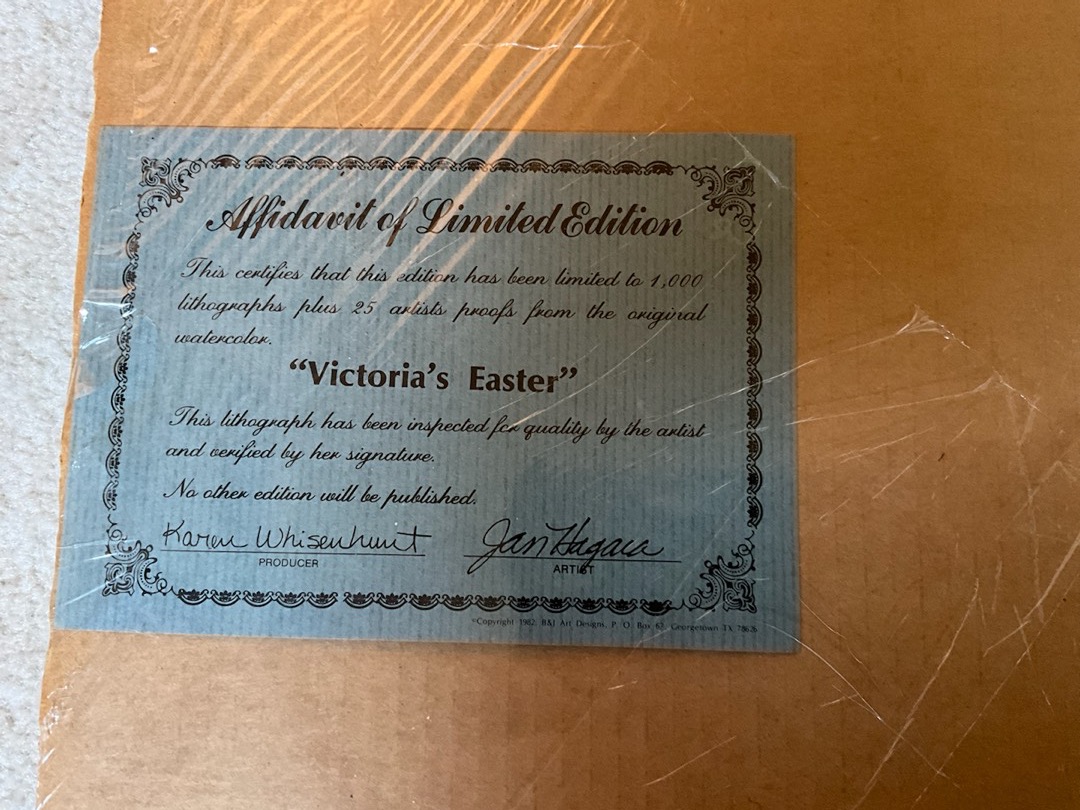 Affidavit of Limited Edition
This certifies that this edition has been limited to 1,000
lithographs plus 25 artists proofs from the original
watercolor.
“Victoria’s Easter”
This lithograph has been inspected for quality by the artist
and verified by her signature.
No other edition will be published.
Karen Whisenhunt Jan Hagara
PRODUCER ARTIST
©Copyright 1982, B&J Art Designs, P. O. Box 67, Georgetown TX 78626